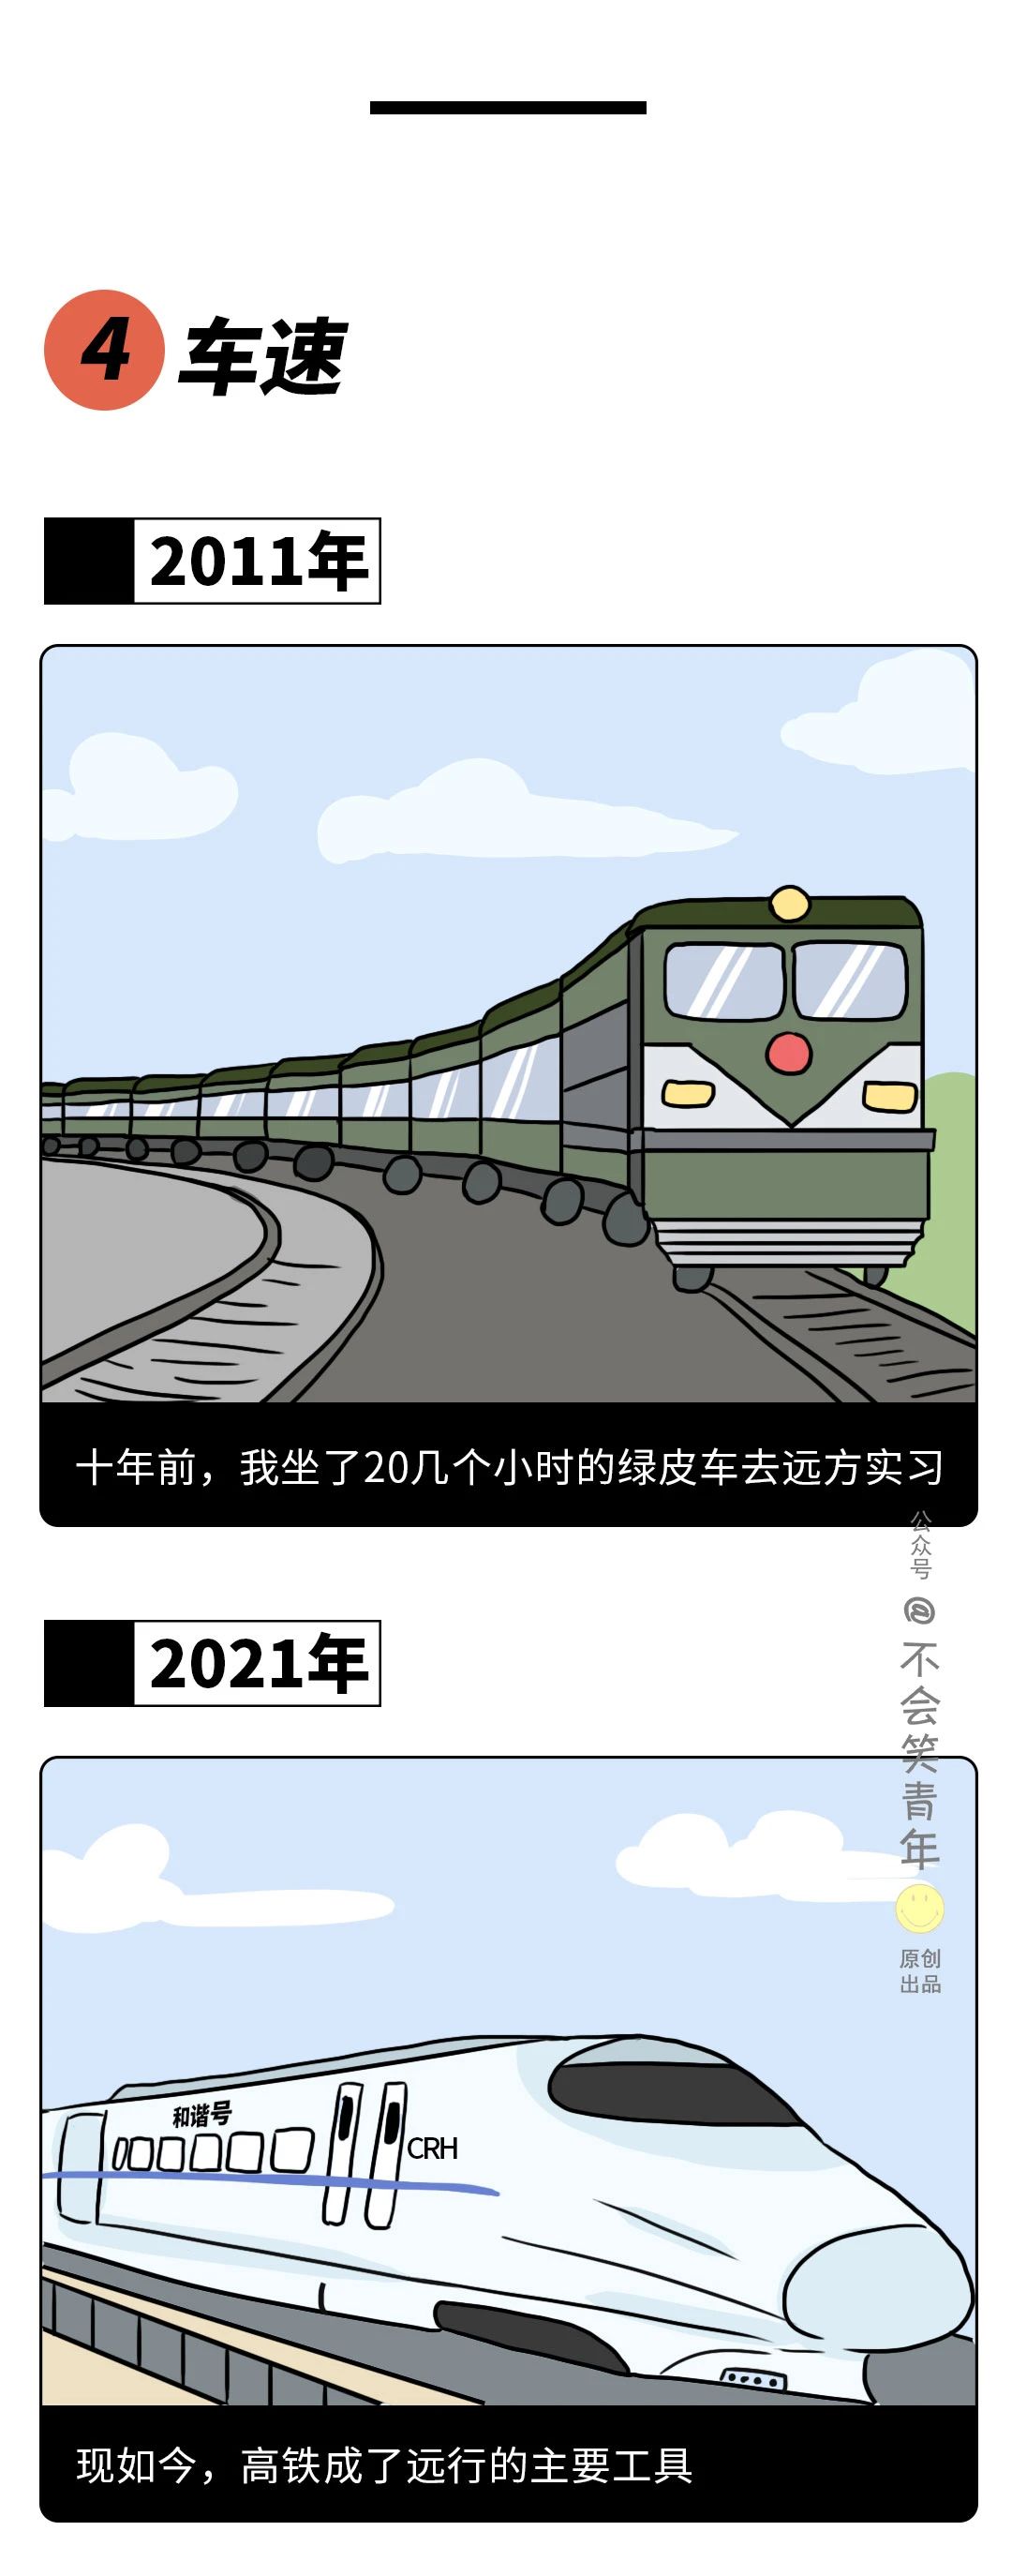 4 车速
2011年
十年前，我坐了20几个小时的绿皮车去远方实习
公众号
@不会笑青年
原创
出品
2021年
和谐号
CRH
现如今，高铁成了远行的主要工具